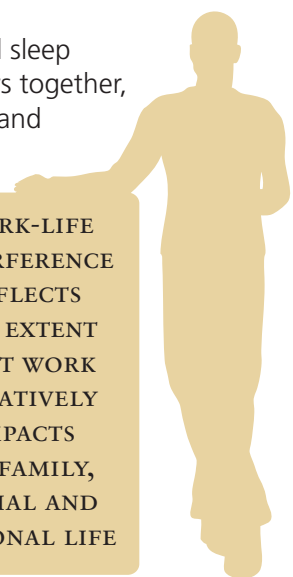 sleep
together,
and
RK-LIFE
RFERENCE
FLECTS
EXTENT
T WORK
ATIVELY
PACTS
FAMILY,
IAL AND
ONAL LIFE